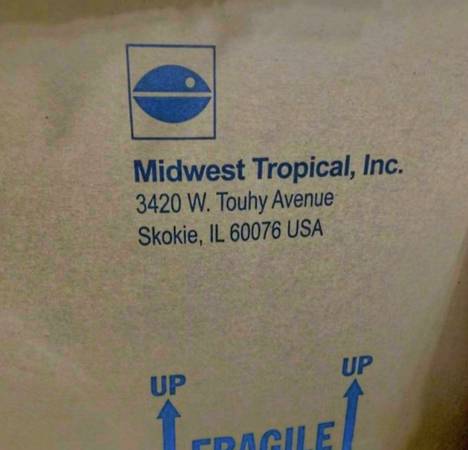 Midwest Tropical, Inc.
3420 W. Touhy Avenue
Skokie, IL 60076 USA
UP
UP
FRAGILE